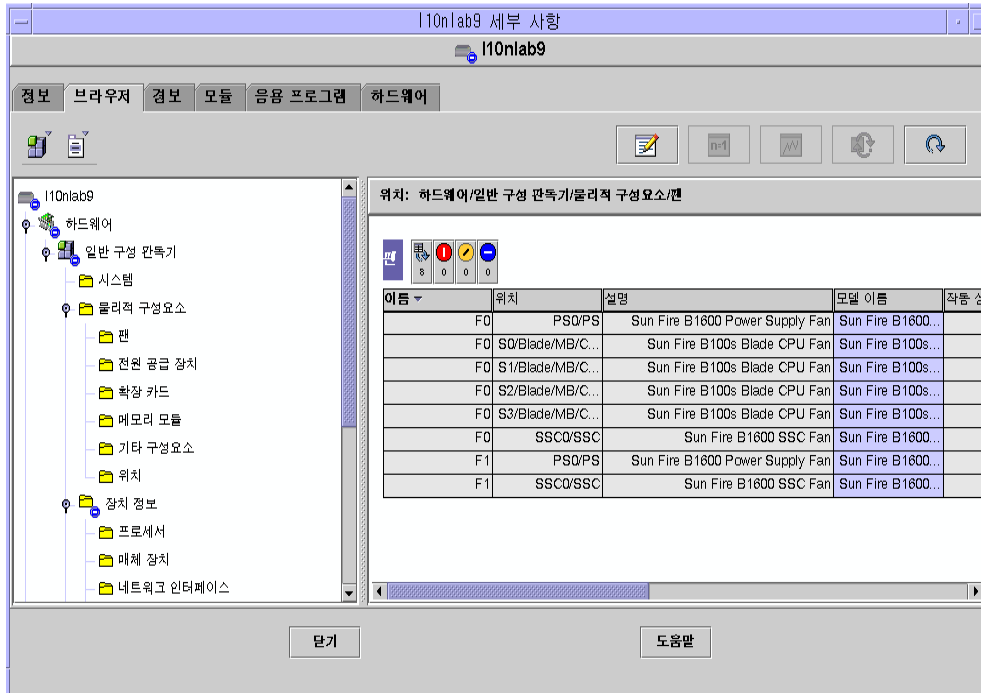 l10nlab9 세부 사항
l10nlab9
정보 브라우저 경보 모듈 응용 프로그램 하드웨어
n=1
l10nlab9
하드웨어
일반 구성 판독기
시스템
물리적 구성요소
팬
전원 공급 장치
확장 카드
메모리 모듈
기타 구성요소
위치
장치 정보
프로세서
매체 장치
네트워크 인터페이스
위치: 하드웨어/일반 구성 판독기/물리적 구성요소/팬
팬 8 0 0 0
이름 위치 설명 모델 이름 작동
F0 PS0/PS Sun Fire B1600 Power Supply Fan Sun Fire B1600...
F0 S0/Blade/MB/C... Sun Fire B100s Blade CPU Fan Sun Fire B100s...
F0 S1/Blade/MB/C... Sun Fire B100s Blade CPU Fan Sun Fire B100s...
F0 S2/Blade/MB/C... Sun Fire B100s Blade CPU Fan Sun Fire B100s...
F0 S3/Blade/MB/C... Sun Fire B100s Blade CPU Fan Sun Fire B100s...
F0 SSC0/SSC Sun Fire B1600 SSC Fan Sun Fire B1600...
F1 PS0/PS Sun Fire B1600 Power Supply Fan Sun Fire B1600...
F1 SSC0/SSC Sun Fire B1600 SSC Fan Sun Fire B1600...
닫기 도움말